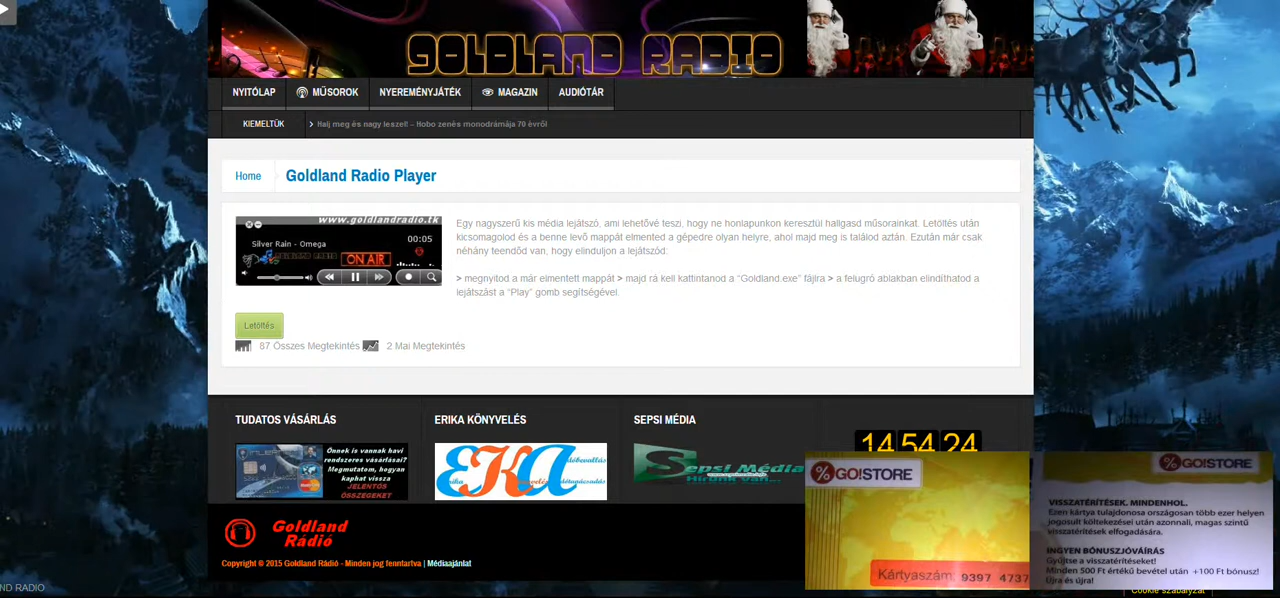 GOLDLAND RADIO
NYITÓLAP MŰSOROK NYEREMÉNYJÁTÉK MAGAZIN AUDIÓTÁR
KIEMELTÜK Halj meg és nagy leszel! – Hobo zenés monodrámája 70 évről
Home Goldland Radio Player
www.goldlandradio.tk
00:05
Silver Rain - Omega
ON AIR
Egy nagyszerű kis média lejátszó, ami lehetővé teszi, hogy ne honlapunkon keresztül hallgasd műsorainkat. Letöltés után
kicsomagolod és a benne levő mappát elmented a gépedre olyan helyre, ahol majd meg is találod aztán. Ezután már csak
néhány teendőd van, hogy elinduljon a lejátszód:
> megnyitod a már elmentett mappát > majd rá kell kattintanod a “Goldland.exe” fájlra > a felugró ablakban elindíthatod a
lejátszást a “Play” gomb segítségével.
Letöltés
87 Összes Megtekintés 2 Mai Megtekintés
TUDATOS VÁSÁRLÁS ERIKA KÖNYVELÉS SEPSI MÉDIA
14 54 24
Önnek is vannak havi
rendszeres vásárlásai?
Megmutatom, hogyan
kaphat vissza
JELENTŐS
ÖSSZEGEKET
EKA
Sepsi Média
Hírünk van...
%GO!STORE
Kártyaszám 9397 4737
%GO!STORE
VISSZATÉRÍTÉSEK. MINDENHOL.
Ezen kártya tulajdonosa országosan több ezer helyen
jogosult költekezései után azonnali, magas szintű
visszatérítések elfogadására.
INGYEN BÓNUSZJÓVÁÍRÁS
Gyűjtse a visszatérítéseket!
Minden 500 Ft értékű bevétel után +100 Ft bónusz!
Újra és újra!
Goldland
Rádió
Copyright © 2015 Goldland Rádió - Minden jog fenntartva | Médiaajánlat
ND RADIO
Cookie szabályzat